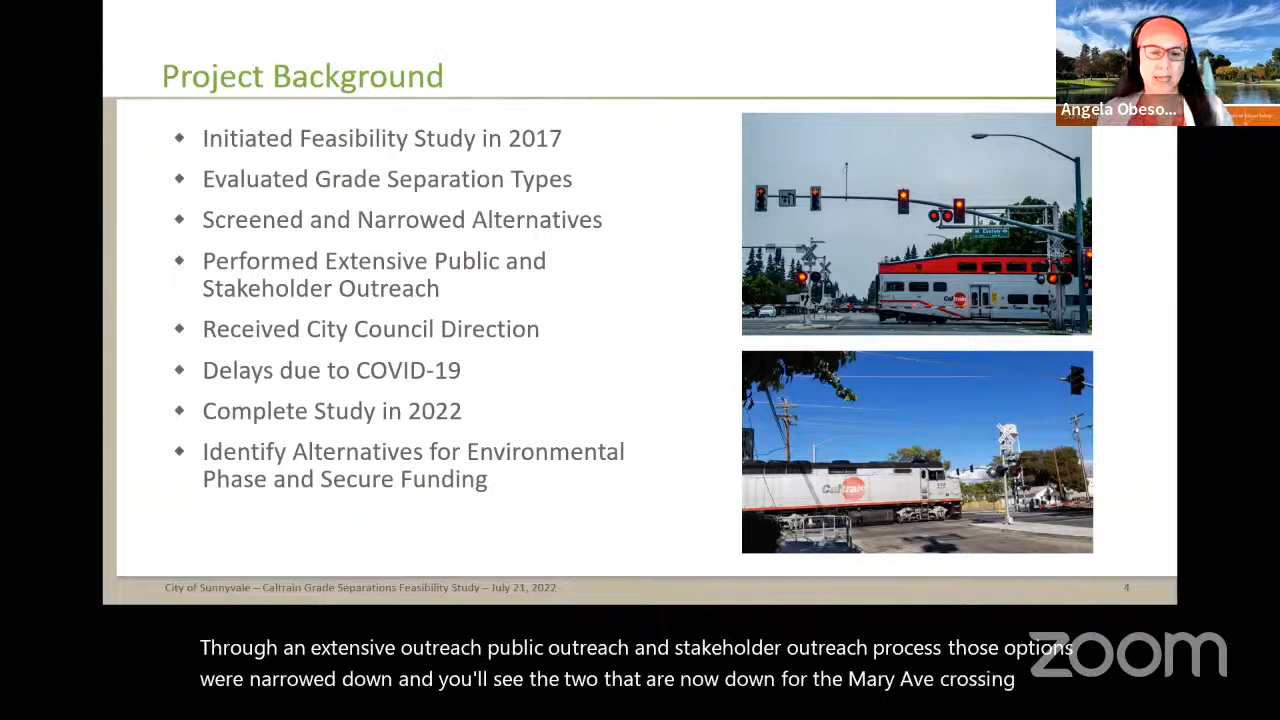 Project Background
Angela Obeso...
Initiated Feasibility Study in 2017
Evaluated Grade Separation Types
Screened and Narrowed Alternatives
Performed Extensive Public and
Stakeholder Outreach
Received City Council Direction
Delays due to COVID-19
Complete Study in 2022
Identify Alternatives for Environmental
Phase and Secure Funding
W. Evelyn
Caltrain
Caltrain
City of Sunnyvale – Caltrain Grade Separations Feasibility Study – July 21, 2022
4
Through an extensive outreach public outreach and stakeholder outreach process those options
were narrowed down and you'll see the two that are now down for the Mary Ave crossing
zoom